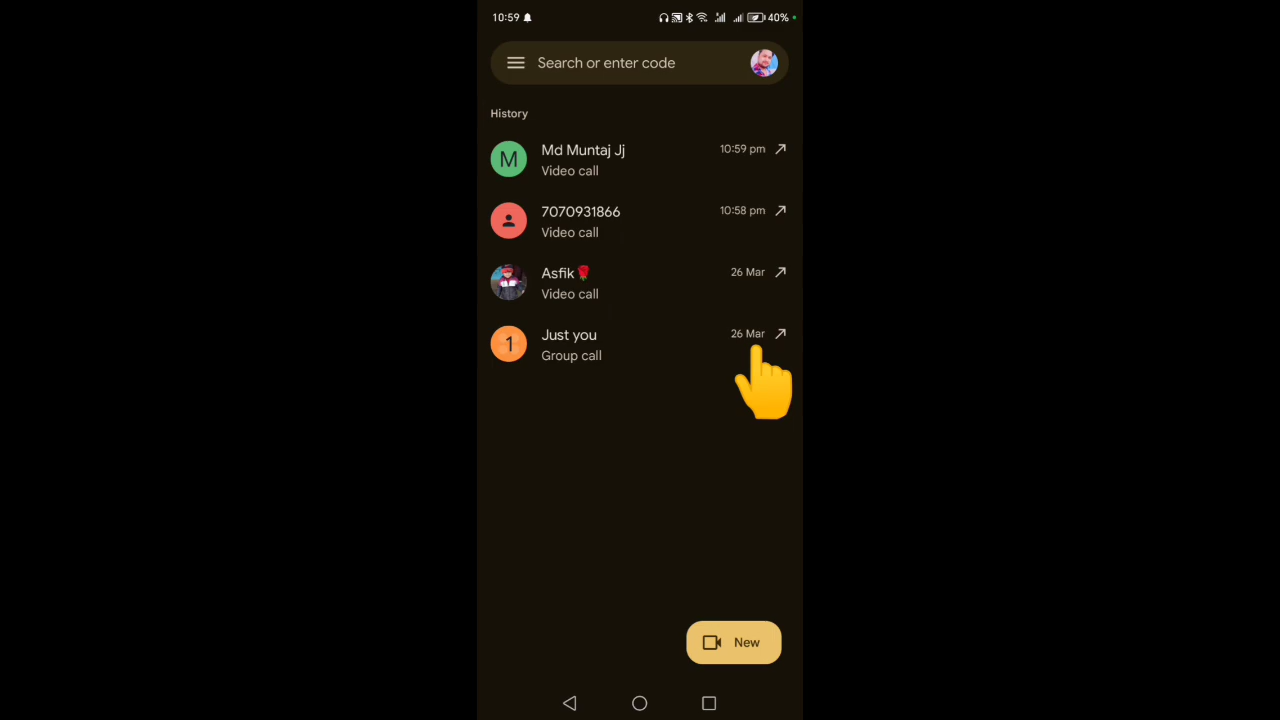 10:59
40%
Search or enter code
History
M
Md Muntaj Jj
10:59 pm
Video call
7070931866
10:58 pm
Video call
Asfik🌹
26 Mar
Video call
1
Just you
26 Mar
Group call
New